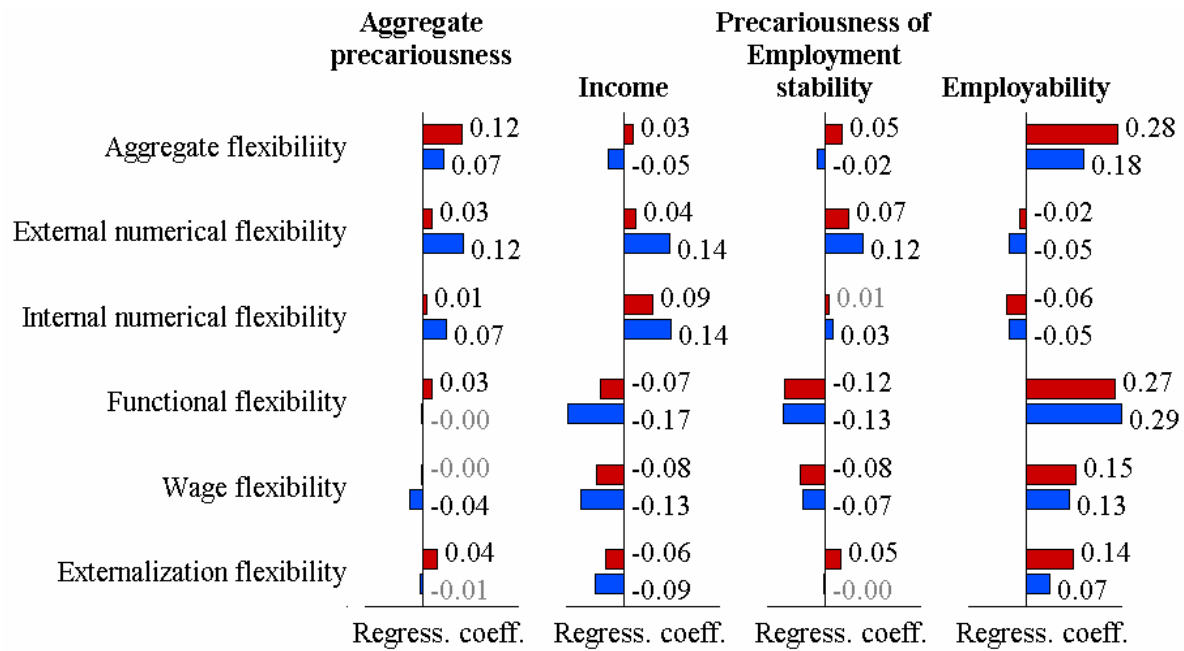 Aggregate
precariousness
Income
Precariousness of
Employment
stability
Employability
Aggregate flexibiliity
0.12
0.07
0.03
-0.05
0.05
-0.02
0.28
0.18
External numerical flexibility
0.03
0.12
0.04
0.14
0.07
0.12
-0.02
-0.05
Internal numerical flexibility
0.01
0.07
0.09
0.14
0.01
0.03
-0.06
-0.05
Functional flexibility
0.03
-0.00
-0.07
-0.17
-0.12
-0.13
0.27
0.29
Wage flexibility
-0.00
-0.04
-0.08
-0.13
-0.08
-0.07
0.15
0.13
Externalization flexibility
0.04
-0.01
-0.06
-0.09
0.05
-0.00
0.14
0.07
Regress. coeff.
Regress. coeff.
Regress. coeff.
Regress. coeff.